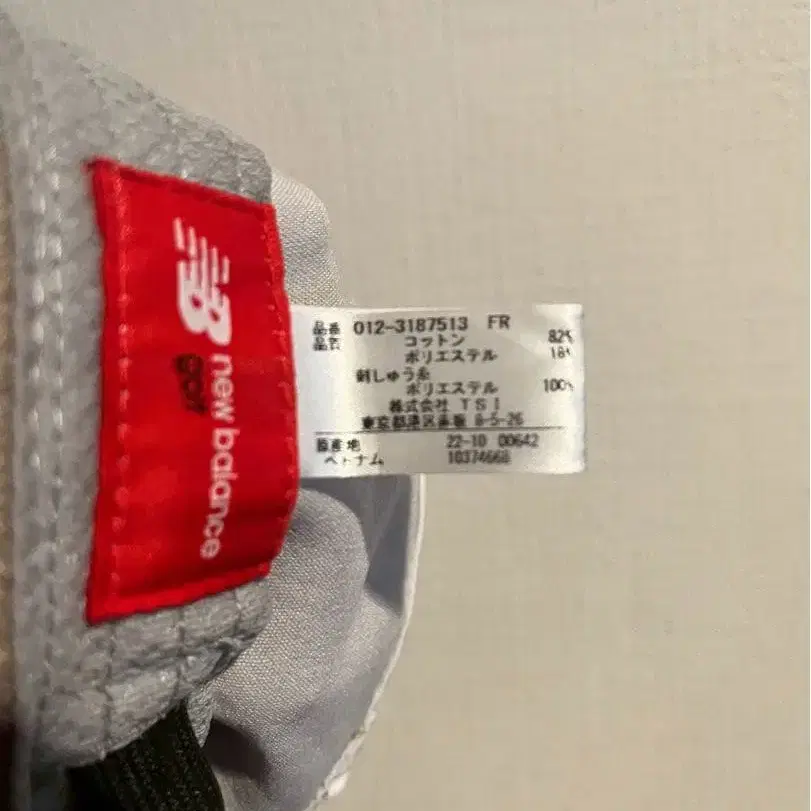 new balance
golf
品番 012-3187513 FR
品名 コットン 82%
ポリエステル 18%
刺しゅう糸
ポリエステル 100%
株式会社 TSI
東京都港区赤坂 8-5-26
原産地 22-10 00642
ベトナム 10374668